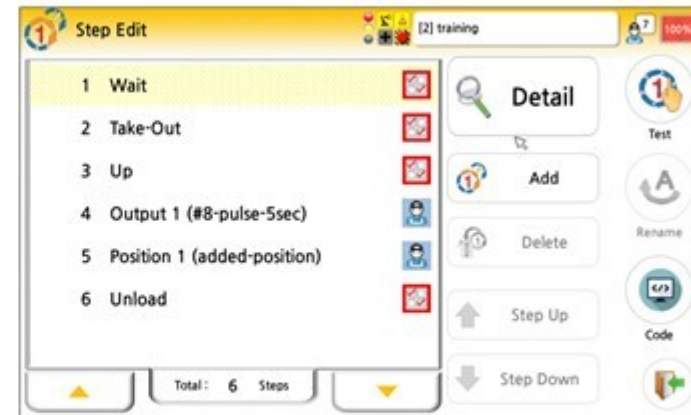 Step Edit
[2] training
7
100%
1 Wait
2 Take-Out
3 Up
4 Output 1 (#8-pulse-5sec)
5 Position 1 (added-position)
6 Unload
Total: 6 Steps
Detail
Add
Delete
Step Up
Step Down
Test
Rename
Code